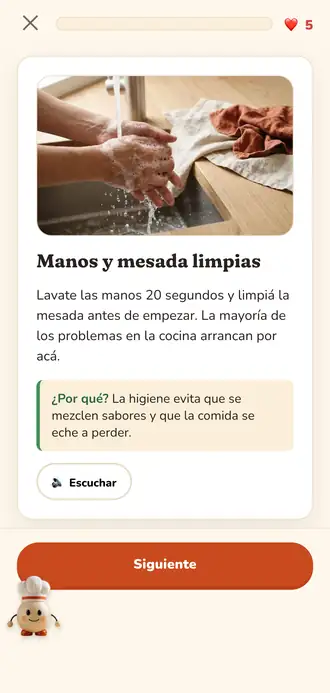 5
Manos y mesada limpias
Lavate las manos 20 segundos y limpiá la
mesada antes de empezar. La mayoría de
los problemas en la cocina arrancan por
acá.
¿Por qué? La higiene evita que se
mezclen sabores y que la comida se
eche a perder.
Escuchar
Siguiente